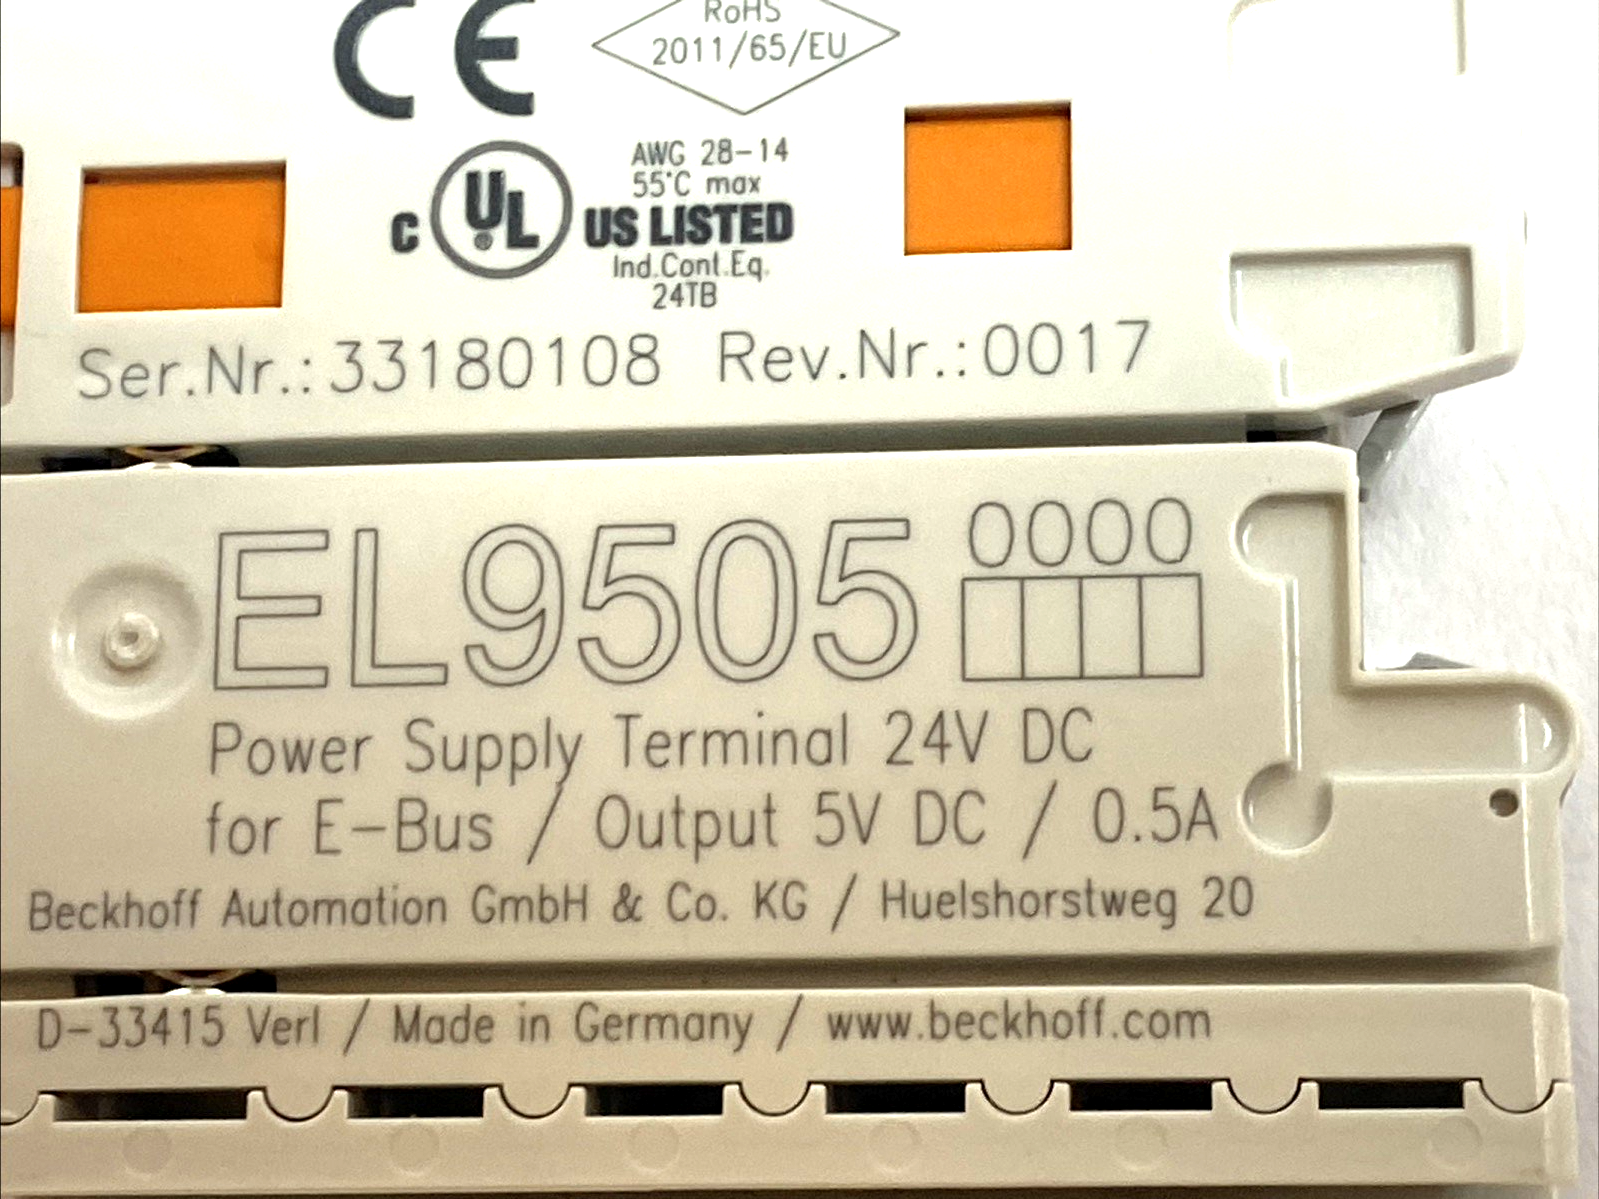 CE
RoHS
2011/65/EU
AWG 28-14
55°C max
c UL® US LISTED
Ind.Cont.Eq.
24TB
Ser.Nr.:33180108 Rev.Nr.:0017
EL9505 0000
Power Supply Terminal 24V DC
for E-Bus / Output 5V DC / 0.5A
Beckhoff Automation GmbH & Co. KG / Huelshorstweg 20
D-33415 Verl / Made in Germany / www.beckhoff.com